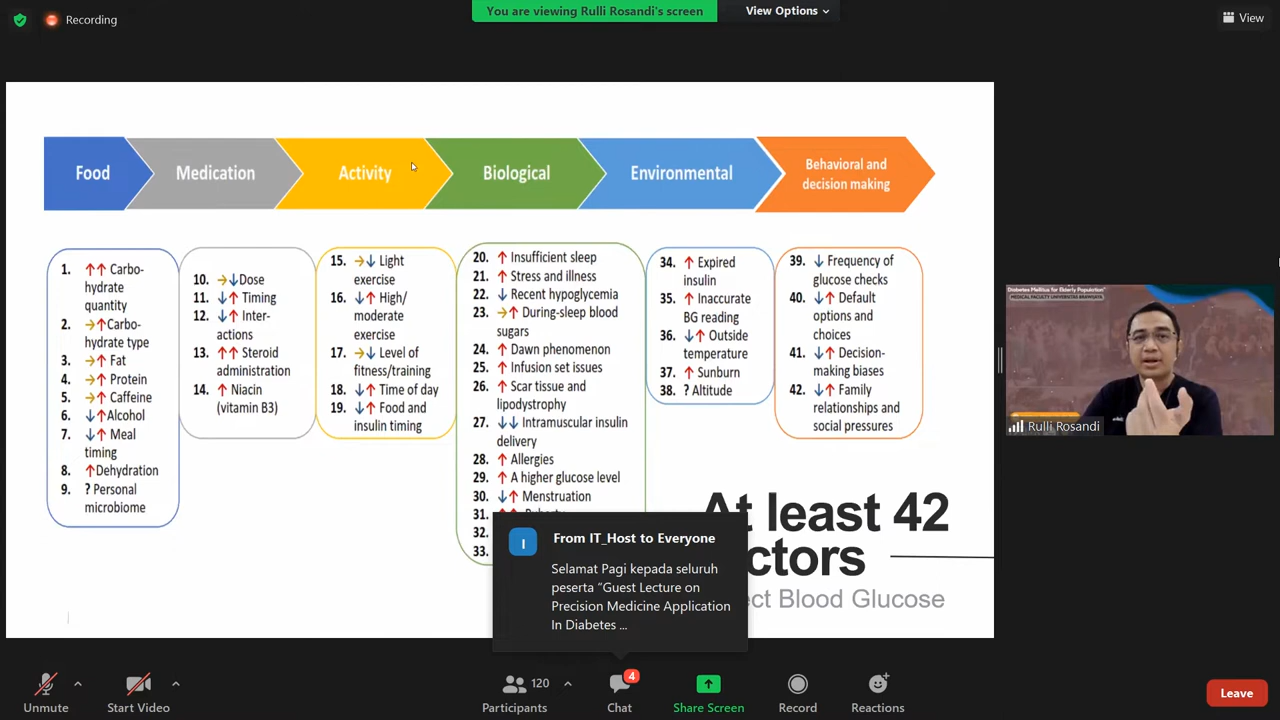 Recording
You are viewing Rulli Rosandi's screen
View Options
View
Food
Medication
Activity
Biological
Environmental
Behavioral and
decision making
1. ↑↑ Carbo-
hydrate
quantity
2. →↑Carbo-
hydrate type
3. →↑ Fat
4. →↑ Protein
5. →↑ Caffeine
6. ↓↑Alcohol
7. ↓↑ Meal
timing
8. ↑Dehydration
9. ? Personal
microbiome
10. →↓Dose
11. ↓↑ Timing
12. ↓↑ Inter-
actions
13. ↑↑ Steroid
administration
14. ↑ Niacin
(vitamin B3)
15. →↓ Light
exercise
16. ↓↑ High/
moderate
exercise
17. →↓ Level of
fitness/training
18. ↓↑ Time of day
19. ↓↑ Food and
insulin timing
20. ↑ Insufficient sleep
21. ↑ Stress and illness
22. ↓ Recent hypoglycemia
23. →↑ During-sleep blood
sugars
24. ↑ Dawn phenomenon
25. ↑ Infusion set issues
26. ↑ Scar tissue and
lipodystrophy
27. ↓↓ Intramuscular insulin
delivery
28. ↑ Allergies
29. ↑ A higher glucose level
30. ↓↑ Menstruation
31.
32.
33.
34. ↑ Expired
insulin
35. ↑ Inaccurate
BG reading
36. ↓↑ Outside
temperature
37. ↑ Sunburn
38. ? Altitude
39. ↓ Frequency of
glucose checks
40. ↓↑ Default
options and
choices
41. ↓↑ Decision-
making biases
42. ↓↑ Family
relationships and
social pressures
At least 42
ctors
ect Blood Glucose
Diabetes Mellitus for Elderly Population"
MEDICAL FACULTY UNIVERSITAS BRAWIJAYA
Rulli Rosandi
I
From IT_Host to Everyone
Selamat Pagi kepada seluruh
peserta "Guest Lecture on
Precision Medicine Application
In Diabetes ...
Unmute
Start Video
Participants
120
Chat
4
Share Screen
Record
Reactions
Leave